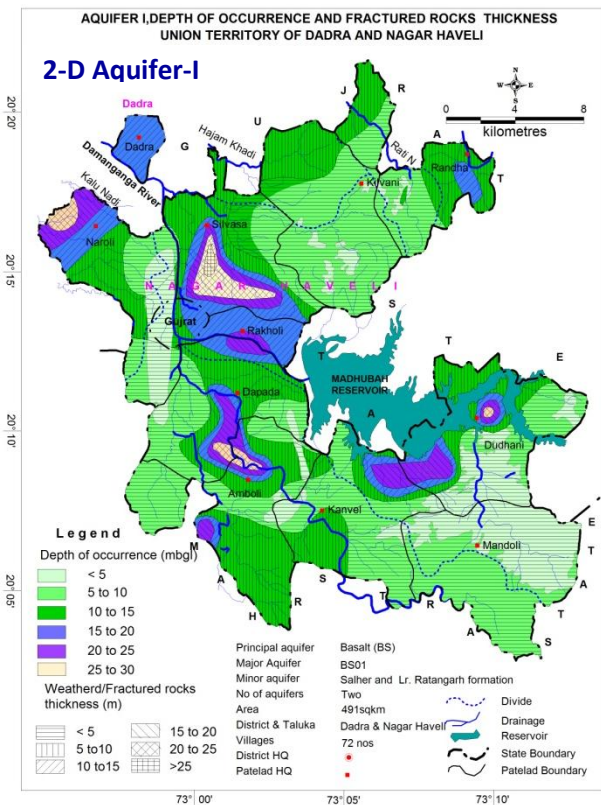 AQUIFER I,DEPTH OF OCCURRENCE AND FRACTURED ROCKS THICKNESS
UNION TERRITORY OF DADRA AND NAGAR HAVELI
2-D Aquifer-I
N
W E
S
0 4 8
kilometres
20° 20'
20° 15'
20° 10'
20° 05'
Dadra
Dadra
Damanganga River
Kalu Nadi
Naroli
Hajam Khadi
G U J R A T
Rati N
Randha
Kilvani
Silvasa
N A G A R H A V E L I
Gujrat
Rakholi
S T A T E
MADHUBAH
RESERVOIR
Dapada
Dudhani
Amboli
Kanvel
Mandoli
M A H R S T R A
S T A T E
Legend
Depth of occurrence (mbgl)
< 5
5 to 10
10 to 15
15 to 20
20 to 25
25 to 30
Weatherd/Fractured rocks
thickness (m)
< 5
5 to10
10to15
15 to 20
20 to 25
>25
Principal aquifer Basalt (BS)
Major Aquifer BS01
Minor aquifer Salher and Lr. Ratangarh formation
No of aquifers Two
Area 491sqkm
District & Taluka Dadra & Nagar Haveli
Villages 72 nos
District HQ
Patelad HQ
Divide
Drainage
Reservoir
State Boundary
Patelad Boundary
73° 00'
73° 05'
73° 10'